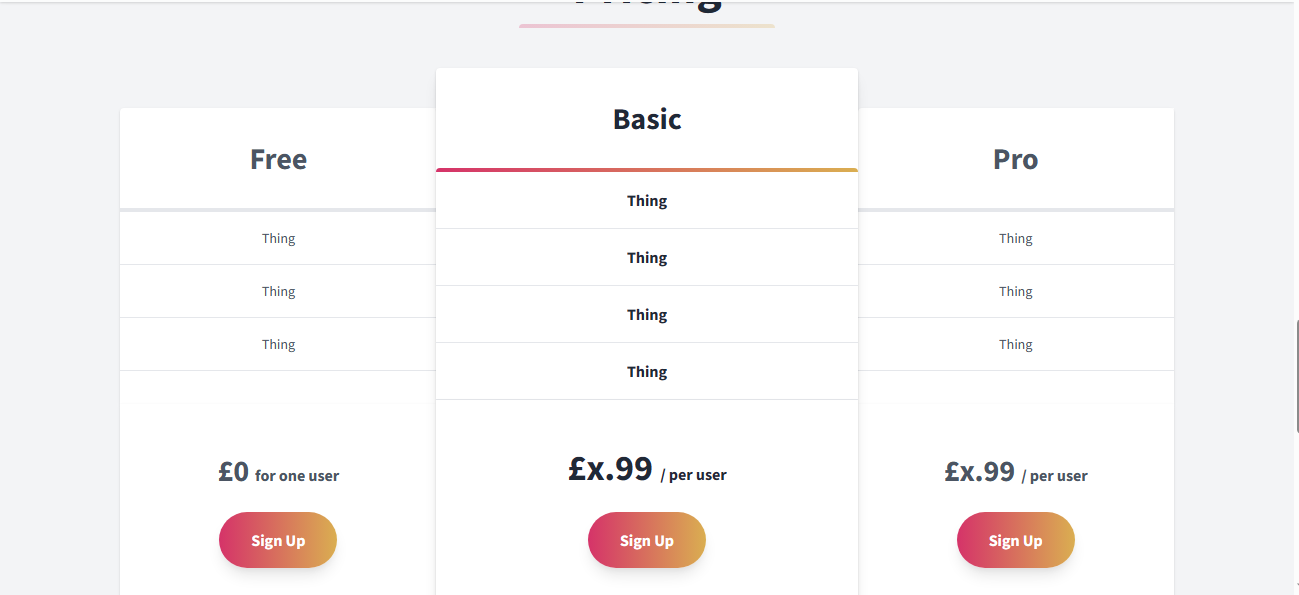 Pricing
Free
Thing
Thing
Thing
£0 for one user
Sign Up
Basic
Thing
Thing
Thing
Thing
£x.99 / per user
Sign Up
Pro
Thing
Thing
Thing
£x.99 / per user
Sign Up